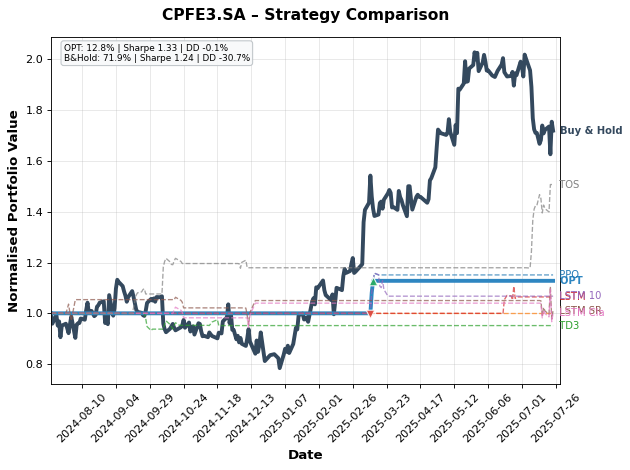 CPFE3.SA – Strategy Comparison
OPT: 12.8% | Sharpe 1.33 | DD -0.1%
B&Hold: 71.9% | Sharpe 1.24 | DD -30.7%
Normalised Portfolio Value
2.0
1.8
1.6
1.4
1.2
1.0
0.8
Buy & Hold
TOS
PPO
OPT
LSTM 10
LSTM SR
TD3
2024-08-10
2024-09-04
2024-09-29
2024-10-24
2024-11-18
2024-12-13
2025-01-07
2025-02-01
2025-02-26
2025-03-23
2025-04-17
2025-05-12
2025-06-06
2025-07-01
2025-07-26
Date